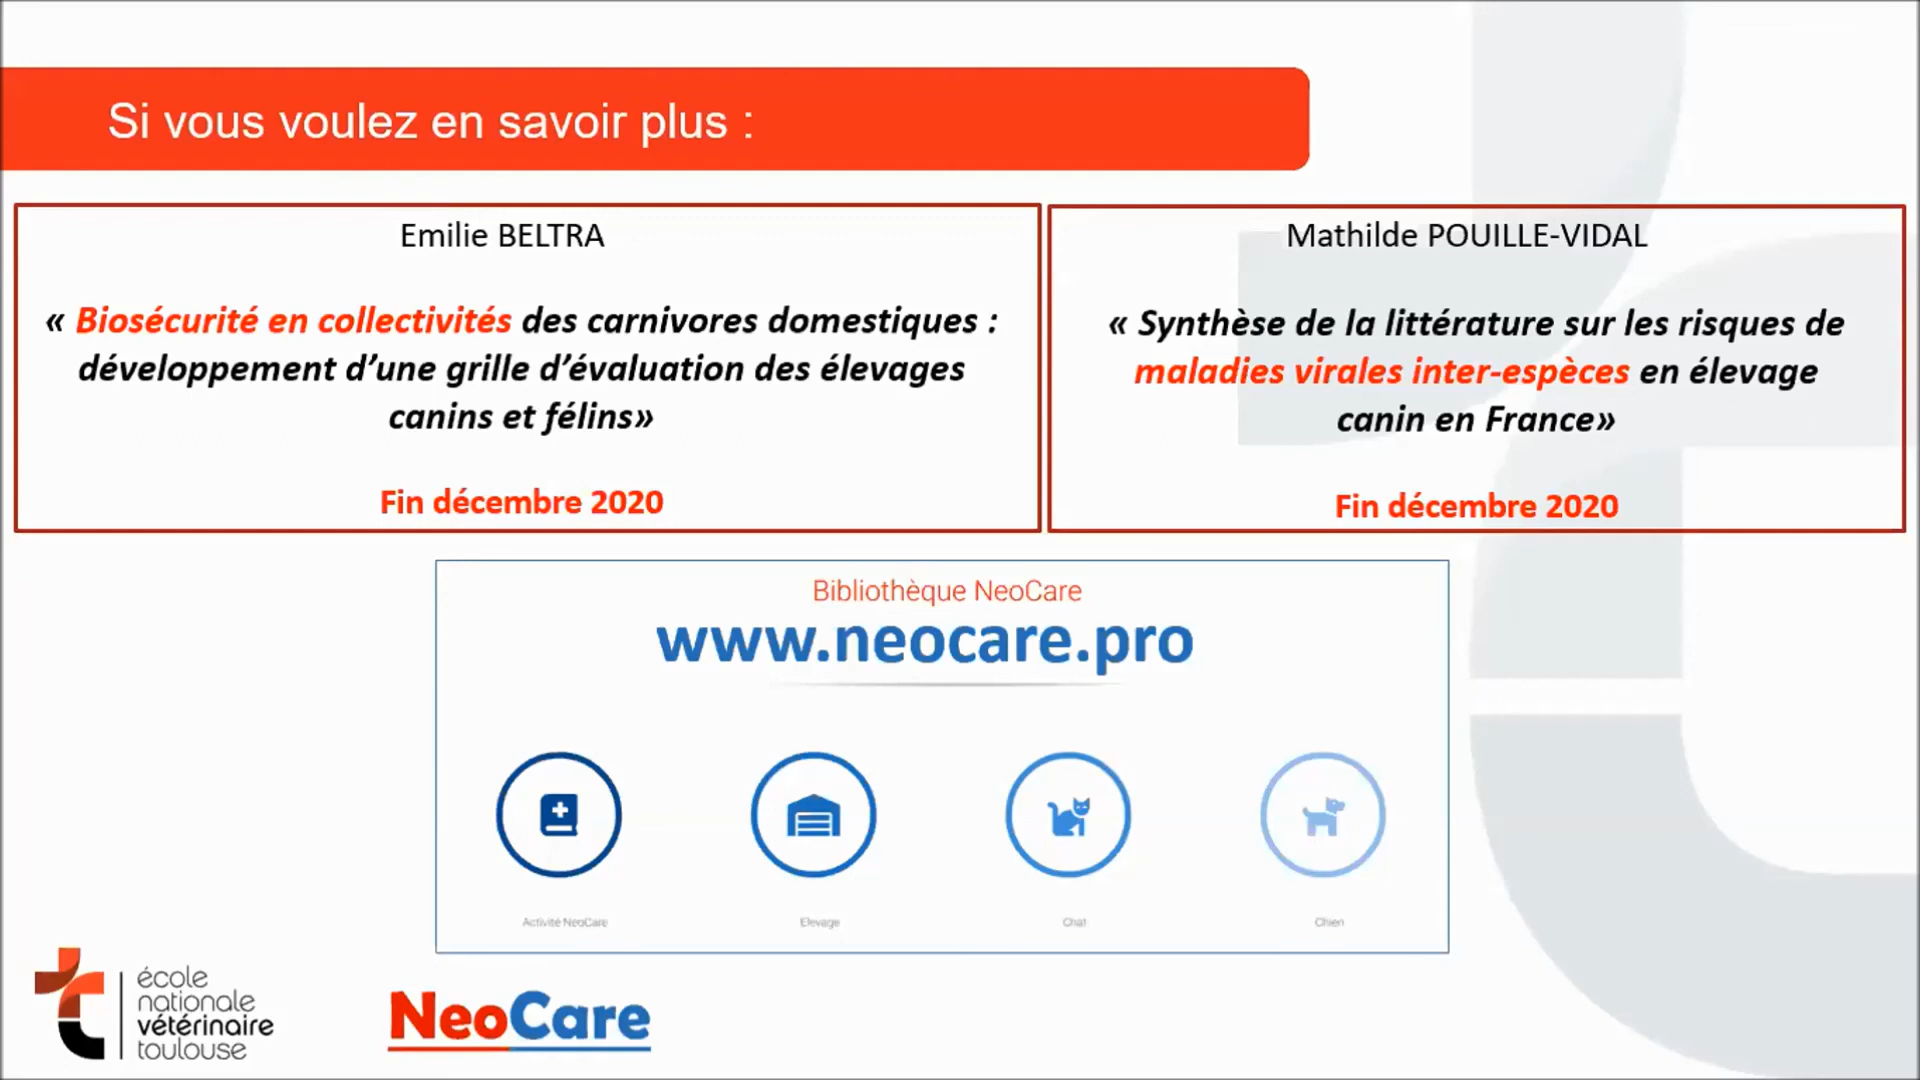 Si vous voulez en savoir plus :
Emilie BELTRA
« Biosécurité en collectivités des carnivores domestiques :
développement d’une grille d’évaluation des élevages
canins et félins»
Fin décembre 2020
Mathilde POUILLE-VIDAL
« Synthèse de la littérature sur les risques de
maladies virales inter-espèces en élevage
canin en France»
Fin décembre 2020
Bibliothèque NeoCare
www.neocare.pro
Activité NeoCare
Elevage
Chat
Chien
école
nationale
vétérinaire
toulouse
NeoCare